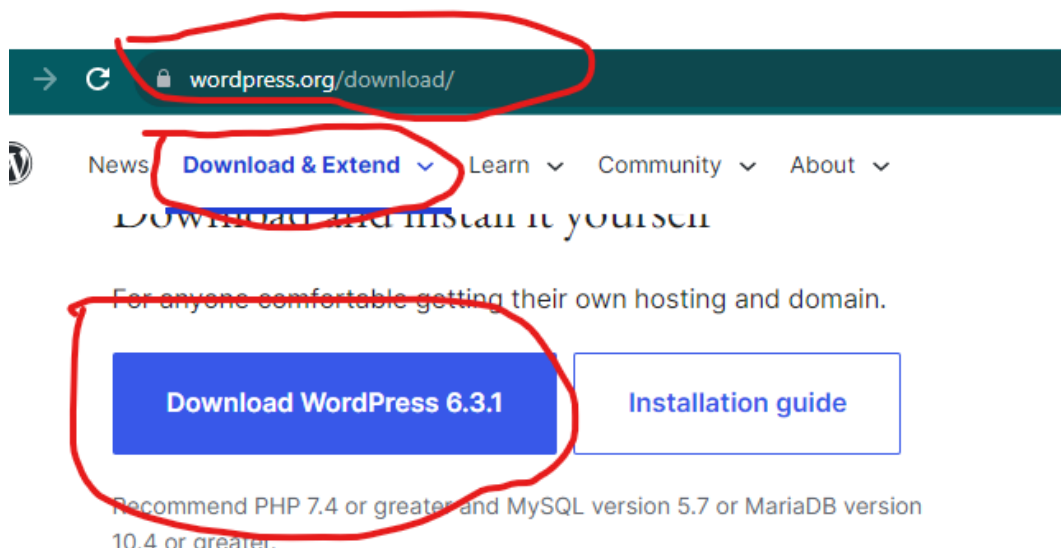 wordpress.org/download/
News Download & Extend Learn Community About
Download and install it yourself
For anyone comfortable getting their own hosting and domain.
Download WordPress 6.3.1 Installation guide
Recommend PHP 7.4 or greater and MySQL version 5.7 or MariaDB version
10.4 or greater.